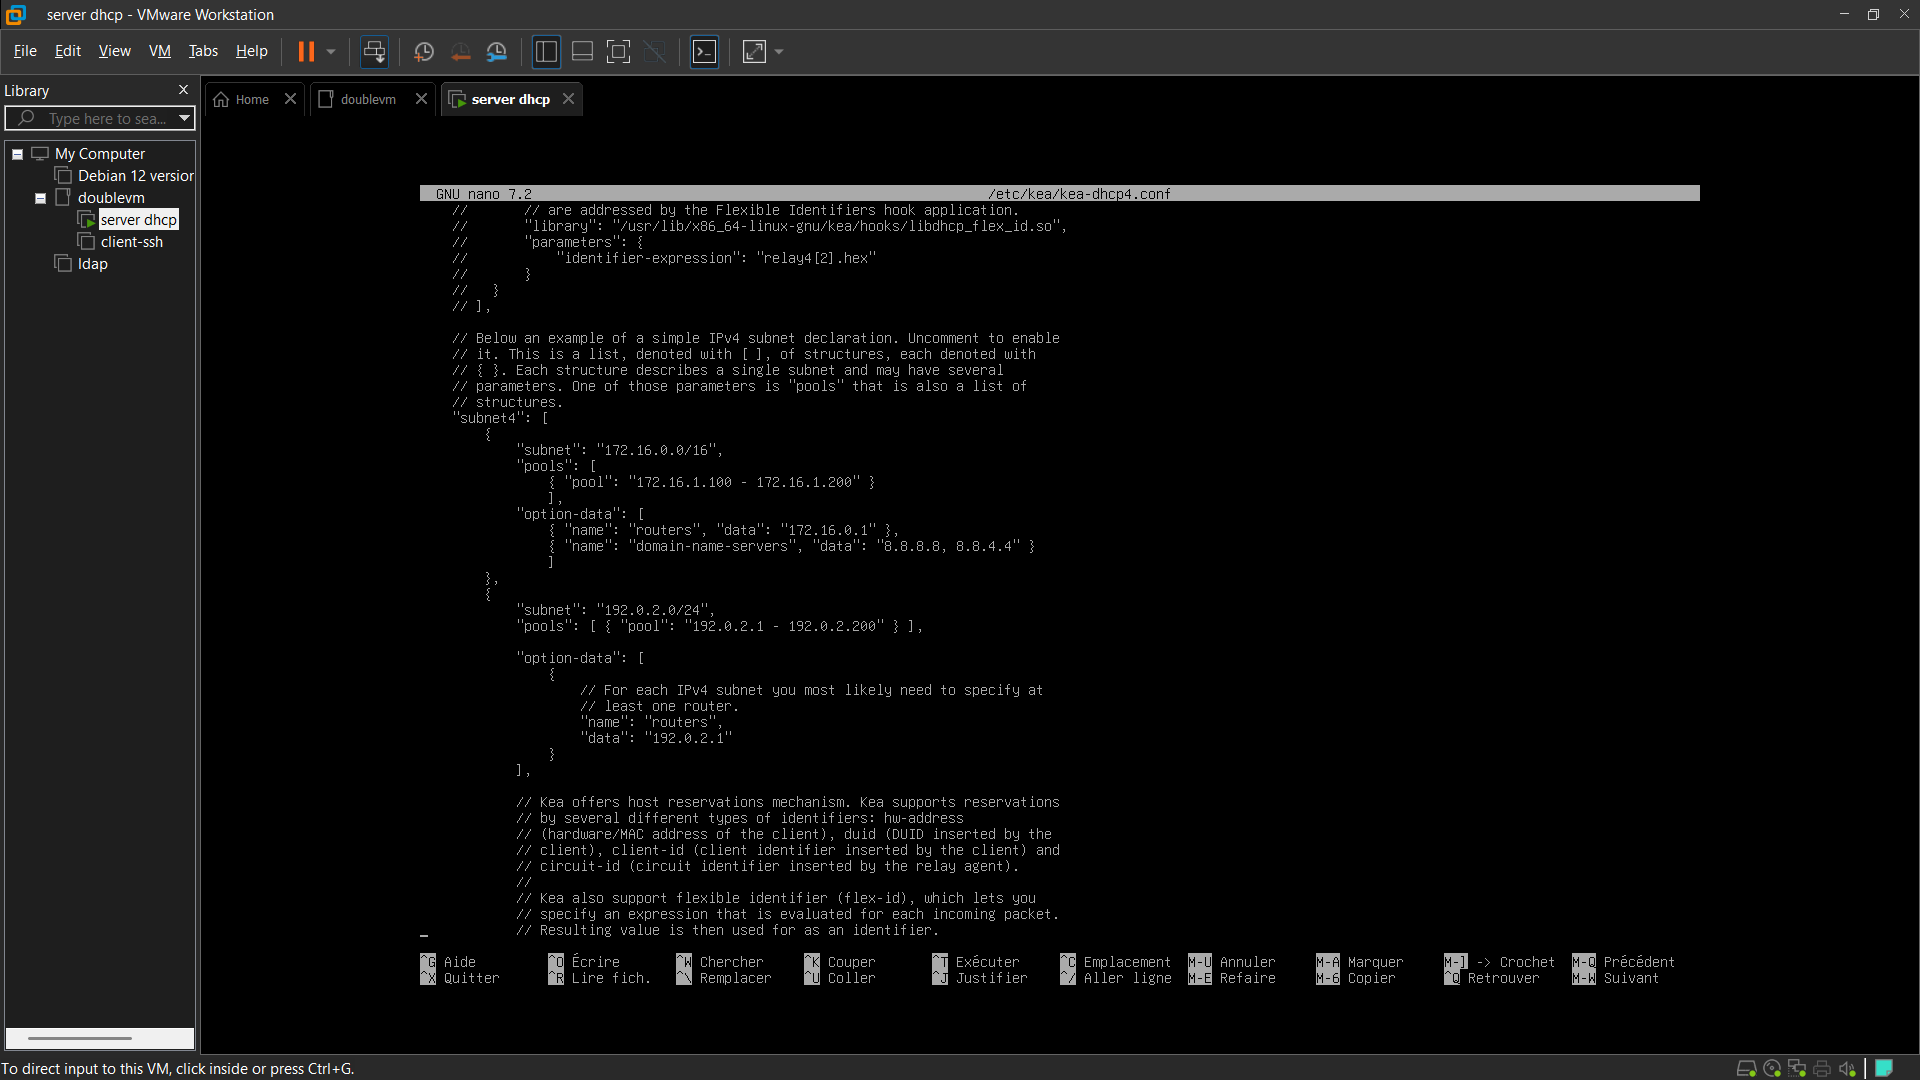 server dhcp - VMware Workstation
File Edit View VM Tabs Help
Library
Type here to sea...
My Computer
Debian 12 version
doublevm
server dhcp
client-ssh
ldap
Home
doublevm
server dhcp
GNU nano 7.2 /etc/kea/kea-dhcp4.conf
// // are addressed by the Flexible Identifiers hook application.
// "library": "/usr/lib/x86_64-linux-gnu/kea/hooks/libdhcp_flex_id.so",
// "parameters": {
// "identifier-expression": "relay4[2].hex"
// }
// }
// ],
// Below an example of a simple IPv4 subnet declaration. Uncomment to enable
// it. This is a list, denoted with [ ], of structures, each denoted with
// { }. Each structure describes a single subnet and may have several
// parameters. One of those parameters is "pools" that is also a list of
// structures.
"subnet4": [
{
"subnet": "172.16.0.0/16",
"pools": [
{ "pool": "172.16.1.100 - 172.16.1.200" }
],
"option-data": [
{ "name": "routers", "data": "172.16.0.1" },
{ "name": "domain-name-servers", "data": "8.8.8.8, 8.8.4.4" }
]
},
{
"subnet": "192.0.2.0/24",
"pools": [ { "pool": "192.0.2.1 - 192.0.2.200" } ],
"option-data": [
{
// For each IPv4 subnet you most likely need to specify at
// least one router.
"name": "routers",
"data": "192.0.2.1"
}
],
// Kea offers host reservations mechanism. Kea supports reservations
// by several different types of identifiers: hw-address
// (hardware/MAC address of the client), duid (DUID inserted by the
// client), client-id (client identifier inserted by the client) and
// circuit-id (circuit identifier inserted by the relay agent).
//
// Kea also support flexible identifier (flex-id), which lets you
// specify an expression that is evaluated for each incoming packet.
// Resulting value is then used for as an identifier.
^G Aide ^O Écrire ^W Chercher ^K Couper ^T Exécuter ^C Emplacement M-U Annuler M-A Marquer M-] -> Crochet M-Q Précédent
^X Quitter ^R Lire fich. ^\ Remplacer ^U Coller ^J Justifier ^/ Aller ligne M-E Refaire M-6 Copier ^Q Retrouver M-W Suivant
To direct input to this VM, click inside or press Ctrl+G.